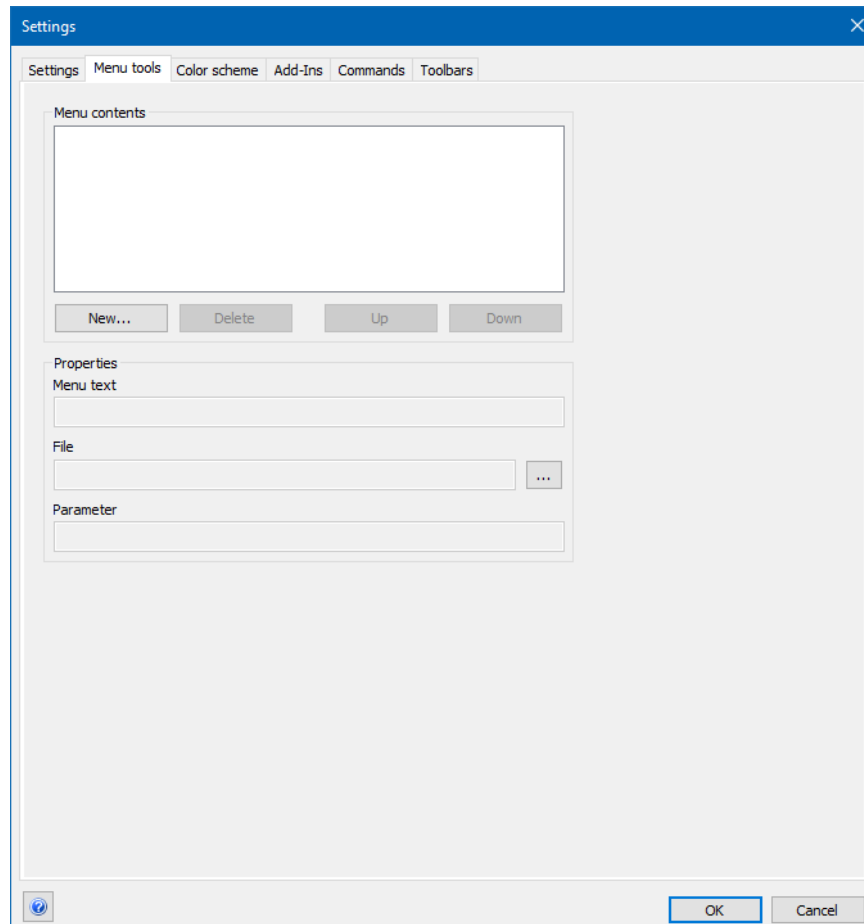 Settings
Settings Menu tools Color scheme Add-Ins Commands Toolbars
Menu contents
New... Delete Up Down
Properties
Menu text
File
...
Parameter
OK Cancel